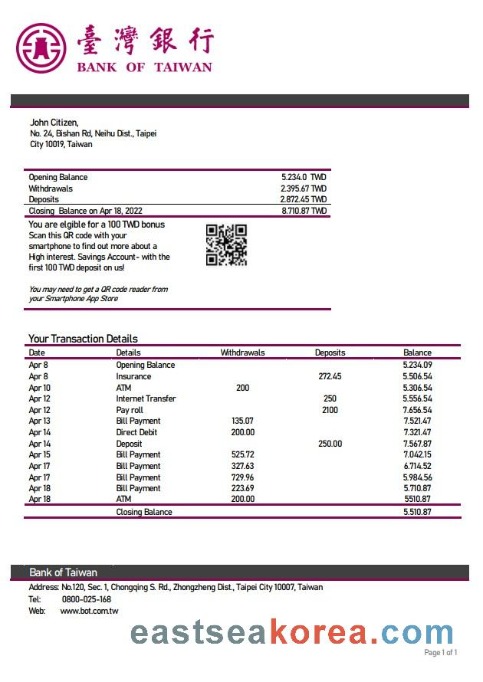 臺灣銀行
BANK OF TAIWAN
John Citizen,
No. 24, Bishan Rd, Neihu Dist., Taipei
City 10019, Taiwan
Opening Balance 5.234.0 TWD
Withdrawals 2.395.67 TWD
Deposits 2.872.45 TWD
Closing Balance on Apr 18, 2022 8.710.87 TWD
You are elgible for a 100 TWD bonus
Scan this QR code with your
smartphone to find out more about a
High interest. Savings Account- with the
first 100 TWD deposit on us!
You may need to get a QR code reader from
your Smartphone App Store
Your Transaction Details
Date Details Withdrawals Deposits Balance
Apr 8 Opening Balance 5.234.09
Apr 8 Insurance 272.45 5.506.54
Apr 10 ATM 200 5.306.54
Apr 12 Internet Transfer 250 5.556.54
Apr 12 Pay roll 2100 7.656.54
Apr 13 Bill Payment 135.07 7.521.47
Apr 14 Direct Debit 200.00 7.321.47
Apr 14 Deposit 250.00 7.567.87
Apr 15 Bill Payment 525.72 7.042.15
Apr 17 Bill Payment 327.63 6.714.52
Apr 17 Bill Payment 729.96 5.984.56
Apr 18 Bill Payment 223.69 5.710.87
Apr 18 ATM 200.00 5510.87
Closing Balance 5.510.87
Bank of Taiwan
Address: No.120, Sec. 1, Chongqing S. Rd., Zhongzheng Dist., Taipei City 10007, Taiwan
Tel: 0800-025-168
Web: www.bot.com.tw
eastseakorea.com
Page 1 of 1